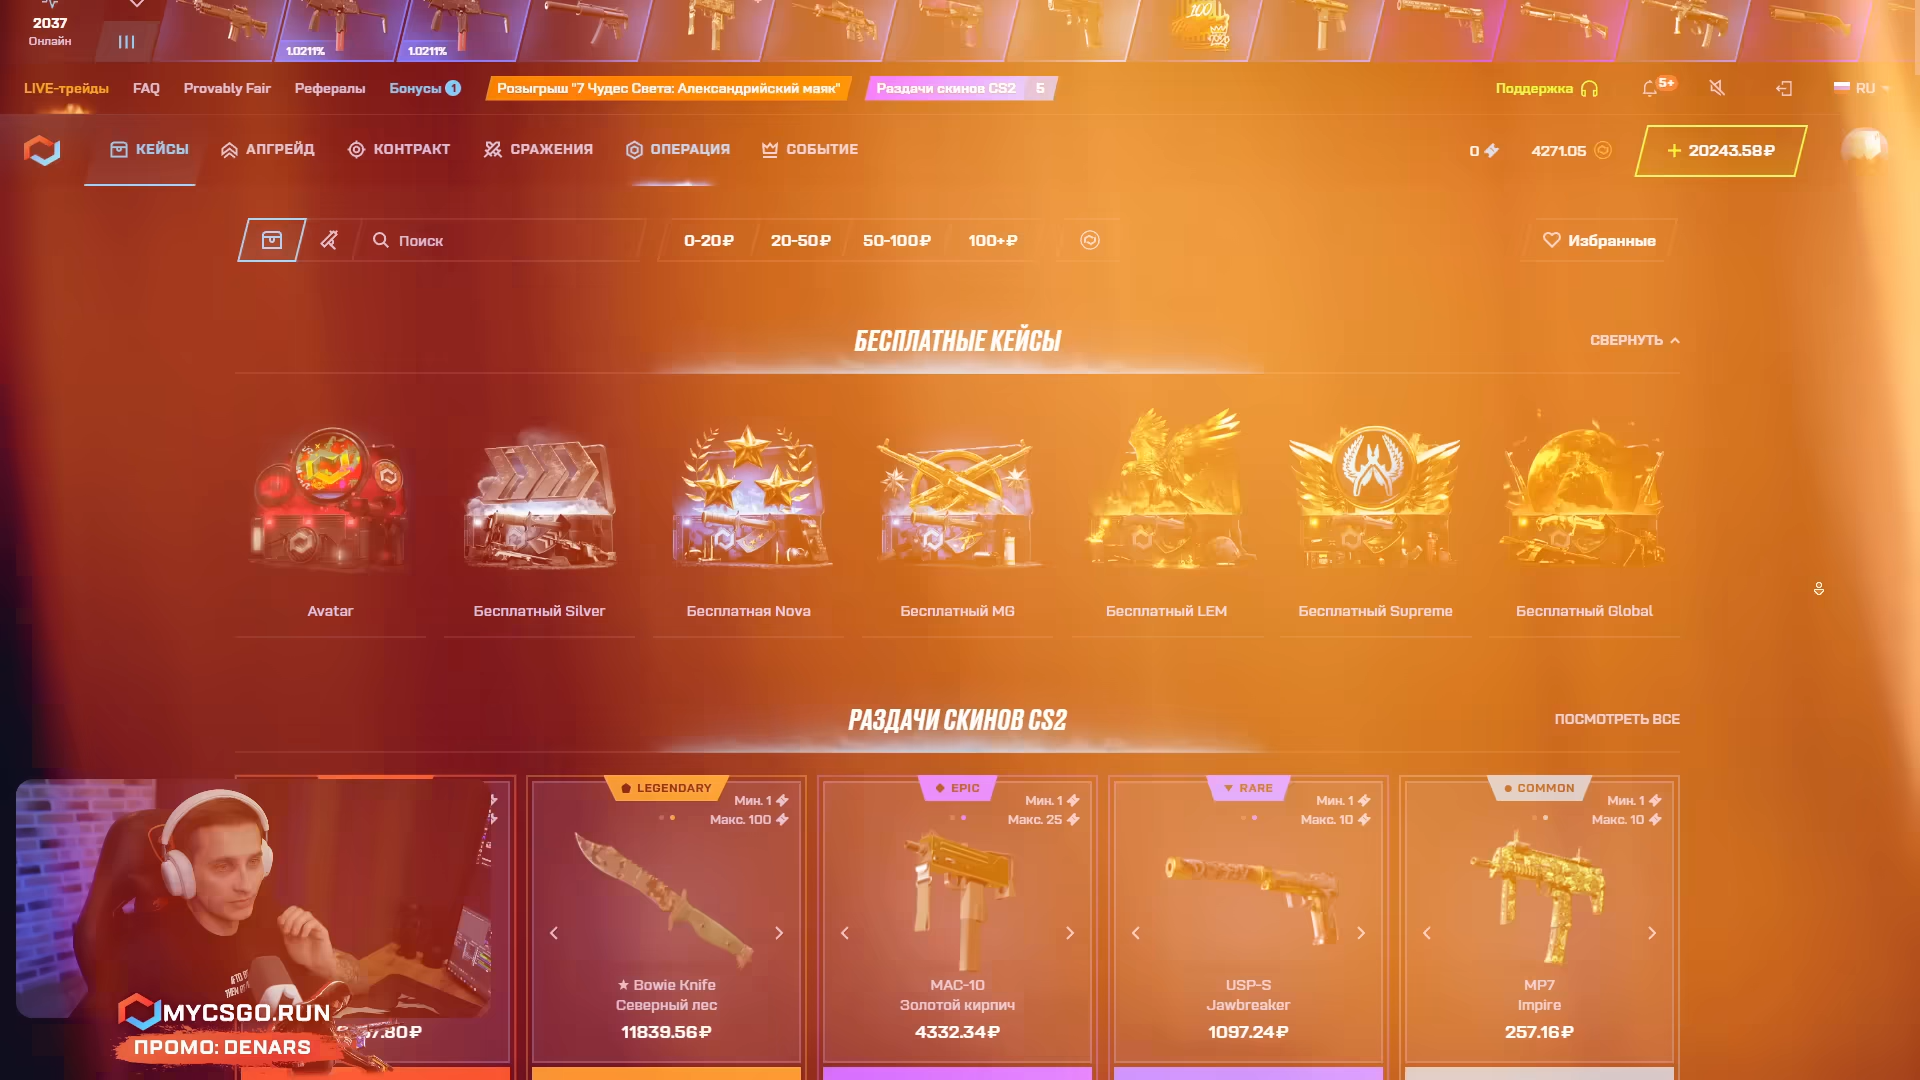 2037
Онлайн
1.0211%
1.0211%
LIVE-трейды
FAQ
Provably Fair
Рефералы
Бонусы 1
Розыгрыш "7 Чудес Света: Александрийский маяк"
Раздачи скинов CS2 5
Поддержка
5+
RU
КЕЙСЫ
АПГРЕЙД
КОНТРАКТ
СРАЖЕНИЯ
ОПЕРАЦИЯ
СОБЫТИЕ
0
4271.05
+ 20243.58₽
Поиск
0-20₽
20-50₽
50-100₽
100+₽
Избранные
БЕСПЛАТНЫЕ КЕЙСЫ
СВЕРНУТЬ
Avatar
Бесплатный Silver
Бесплатная Nova
Бесплатный MG
Бесплатный LEM
Бесплатный Supreme
Бесплатный Global
РАЗДАЧИ СКИНОВ CS2
ПОСМОТРЕТЬ ВСЕ
LEGENDARY
Мин. 1
Макс. 100
★ Bowie Knife
Северный лес
11839.56₽
EPIC
Мин. 1
Макс. 25
MAC-10
Золотой кирпич
4332.34₽
RARE
Мин. 1
Макс. 10
USP-S
Jawbreaker
1097.24₽
COMMON
Мин. 1
Макс. 10
MP7
Impire
257.16₽
MYCSGO.RUN
ПРОМО: DENARS